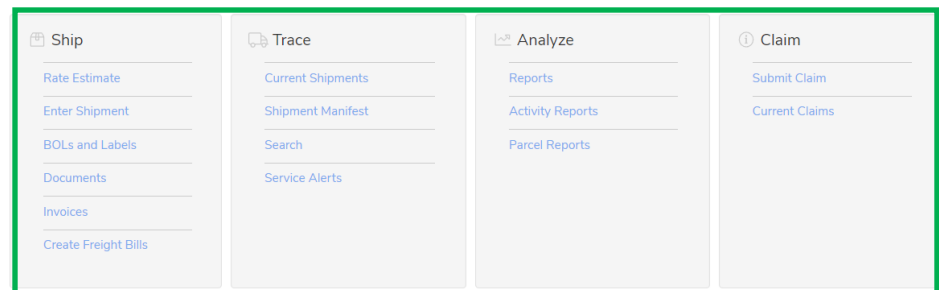 Ship
Rate Estimate
Enter Shipment
BOLs and Labels
Documents
Invoices
Create Freight Bills
Trace
Current Shipments
Shipment Manifest
Search
Service Alerts
Analyze
Reports
Activity Reports
Parcel Reports
Claim
Submit Claim
Current Claims